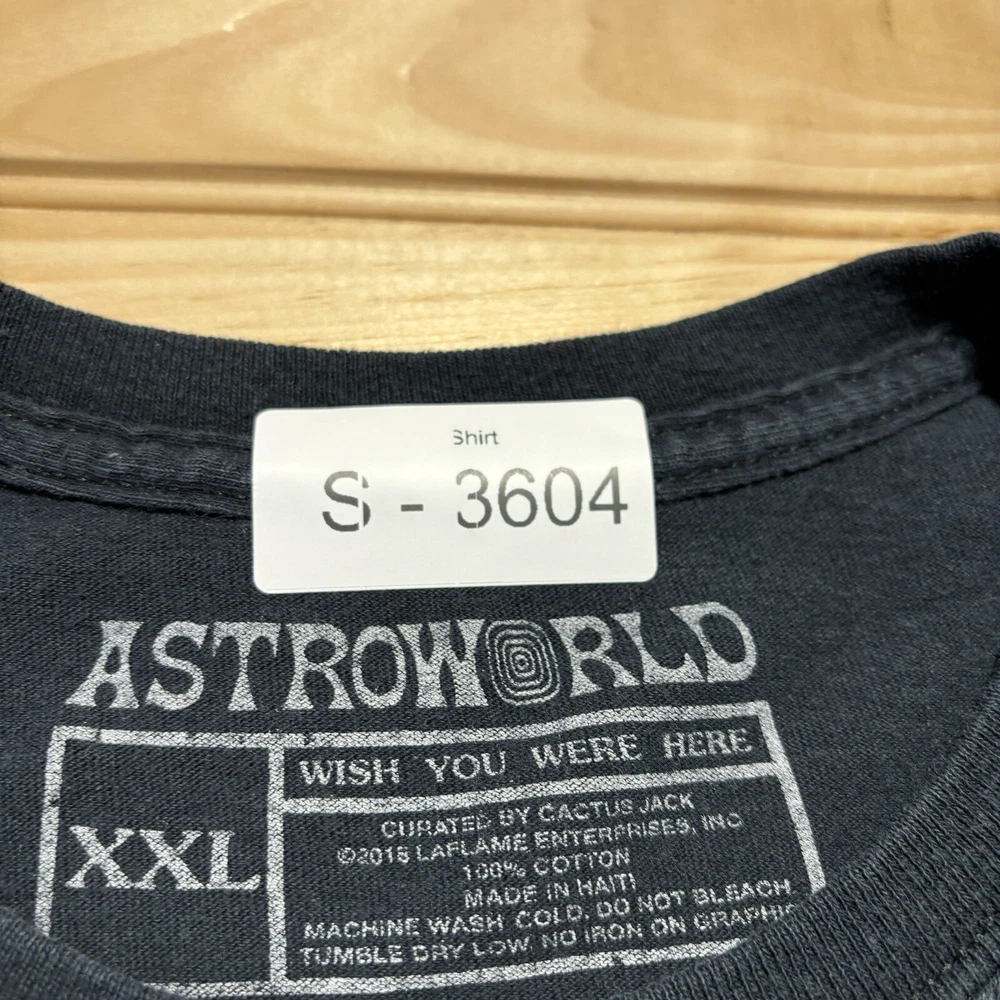 Shirt
S - 3604
ASTROWORLD
XXL
WISH YOU WERE HERE
CURATED BY CACTUS JACK
©2018 LAFLAME ENTERPRISES, INC
100% COTTON
MADE IN HAITI
MACHINE WASH COLD, DO NOT BLEACH
TUMBLE DRY LOW, NO IRON ON GRAPHIC